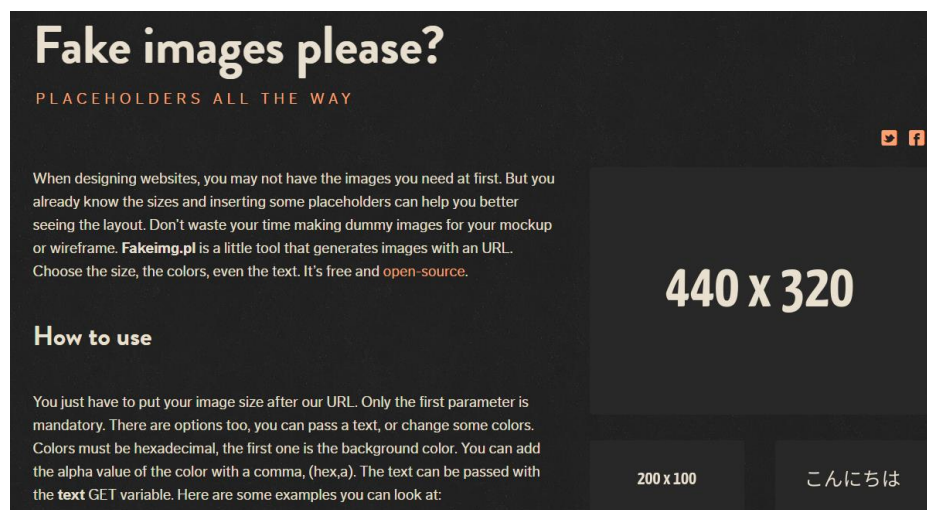 Fake images please?
PLACEHOLDERS ALL THE WAY
When designing websites, you may not have the images you need at first. But you
already know the sizes and inserting some placeholders can help you better
seeing the layout. Don't waste your time making dummy images for your mockup
or wireframe. Fakeimg.pl is a little tool that generates images with an URL.
Choose the size, the colors, even the text. It's free and open-source.
440 x 320
How to use
You just have to put your image size after our URL. Only the first parameter is
mandatory. There are options too, you can pass a text, or change some colors.
Colors must be hexadecimal, the first one is the background color. You can add
the alpha value of the color with a comma, (hex,a). The text can be passed with
the text GET variable. Here are some examples you can look at:
200 x 100
こんにちは